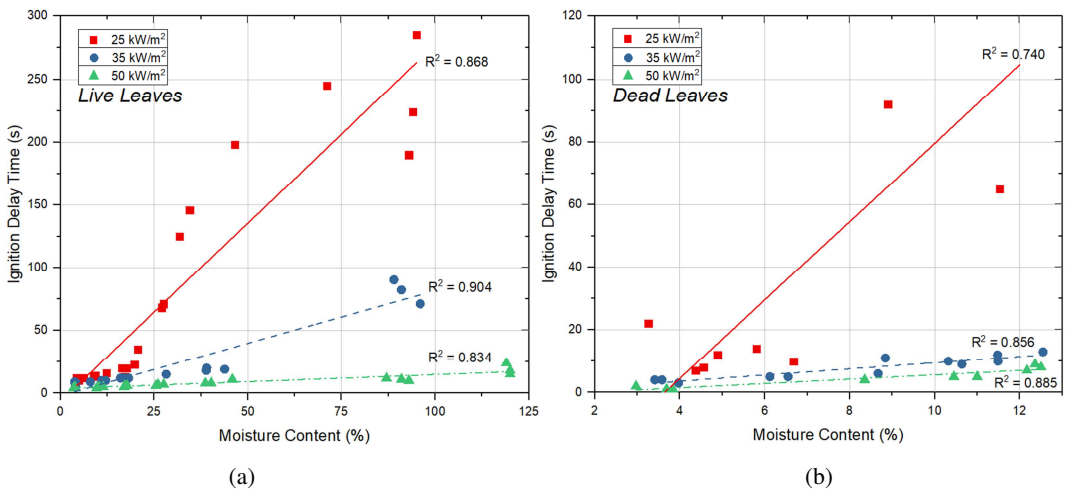 300
250
200
150
100
50
0
0
25
50
75
100
125
Ignition Delay Time (s)
Moisture Content (%)
25 kW/m²
35 kW/m²
50 kW/m²
Live Leaves
R² = 0.868
R² = 0.904
R² = 0.834
(a)
120
100
80
60
40
20
0
2
4
6
8
10
12
Ignition Delay Time (s)
Moisture Content (%)
25 kW/m²
35 kW/m²
50 kW/m²
Dead Leaves
R² = 0.740
R² = 0.856
R² = 0.885
(b)